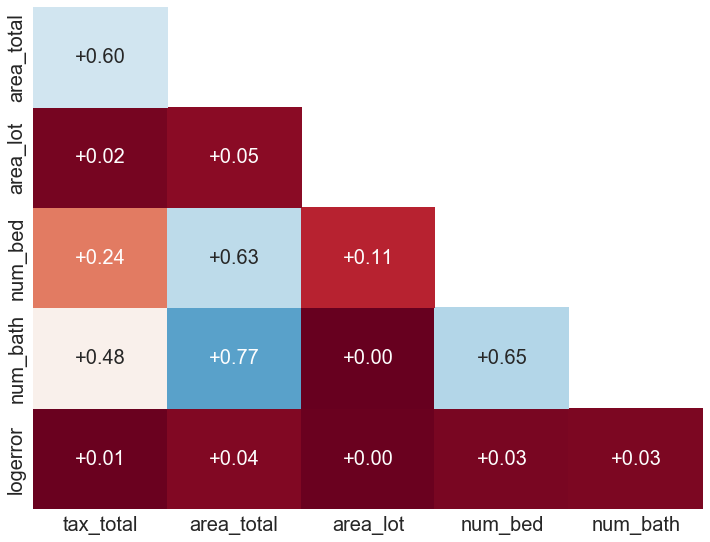 area_total +0.60
area_lot +0.02 +0.05
num_bed +0.24 +0.63 +0.11
num_bath +0.48 +0.77 +0.00 +0.65
logerror +0.01 +0.04 +0.00 +0.03 +0.03
tax_total area_total area_lot num_bed num_bath